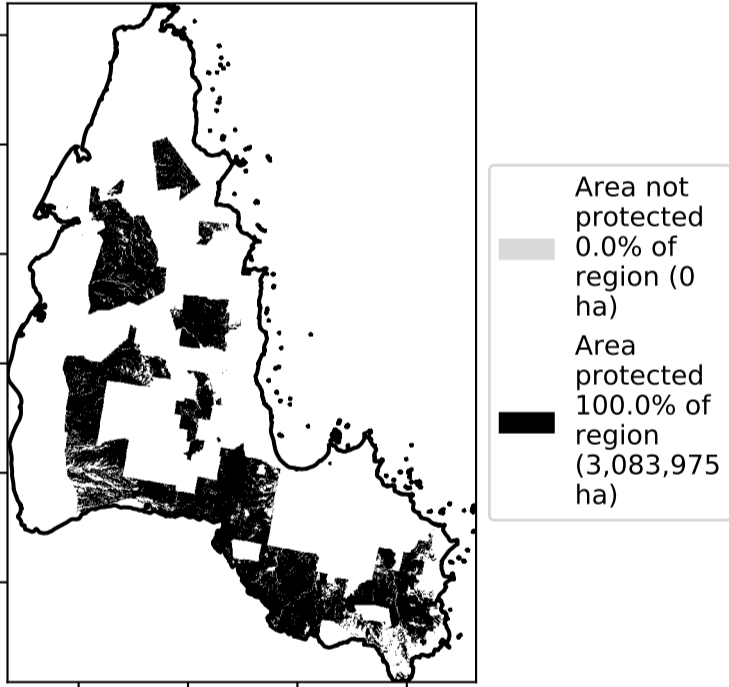 Area not
protected
0.0% of
region (0
ha)
Area
protected
100.0% of
region
(3,083,975
ha)